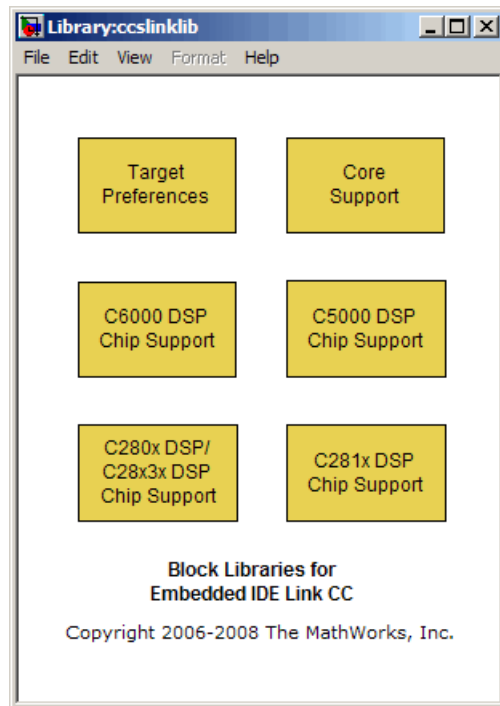 Library:ccslinklib
File Edit View Format Help
Target
Preferences
Core
Support
C6000 DSP
Chip Support
C5000 DSP
Chip Support
C280x DSP/
C28x3x DSP
Chip Support
C281x DSP
Chip Support
Block Libraries for
Embedded IDE Link CC
Copyright 2006-2008 The MathWorks, Inc.